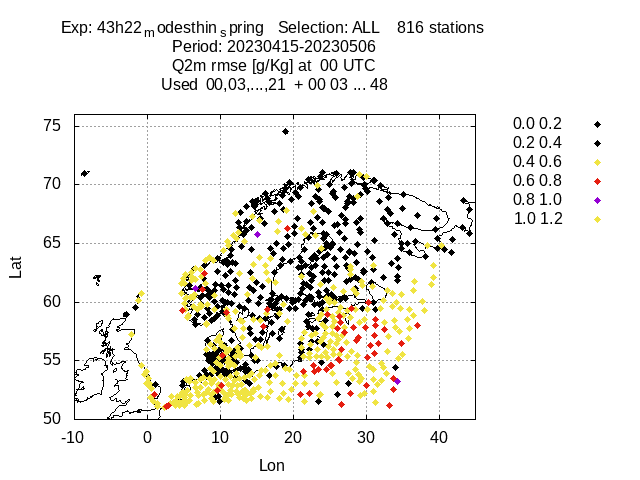 Exp: 43h22modesthinspring Selection: ALL 816 stations
Period: 20230415-20230506
Q2m rmse [g/Kg] at 00 UTC
Used 00,03,...,21 + 00 03 ... 48
75
70
65
60
55
50
Lat
-10 0 10 20 30 40
Lon
0.0 0.2
0.2 0.4
0.4 0.6
0.6 0.8
0.8 1.0
1.0 1.2